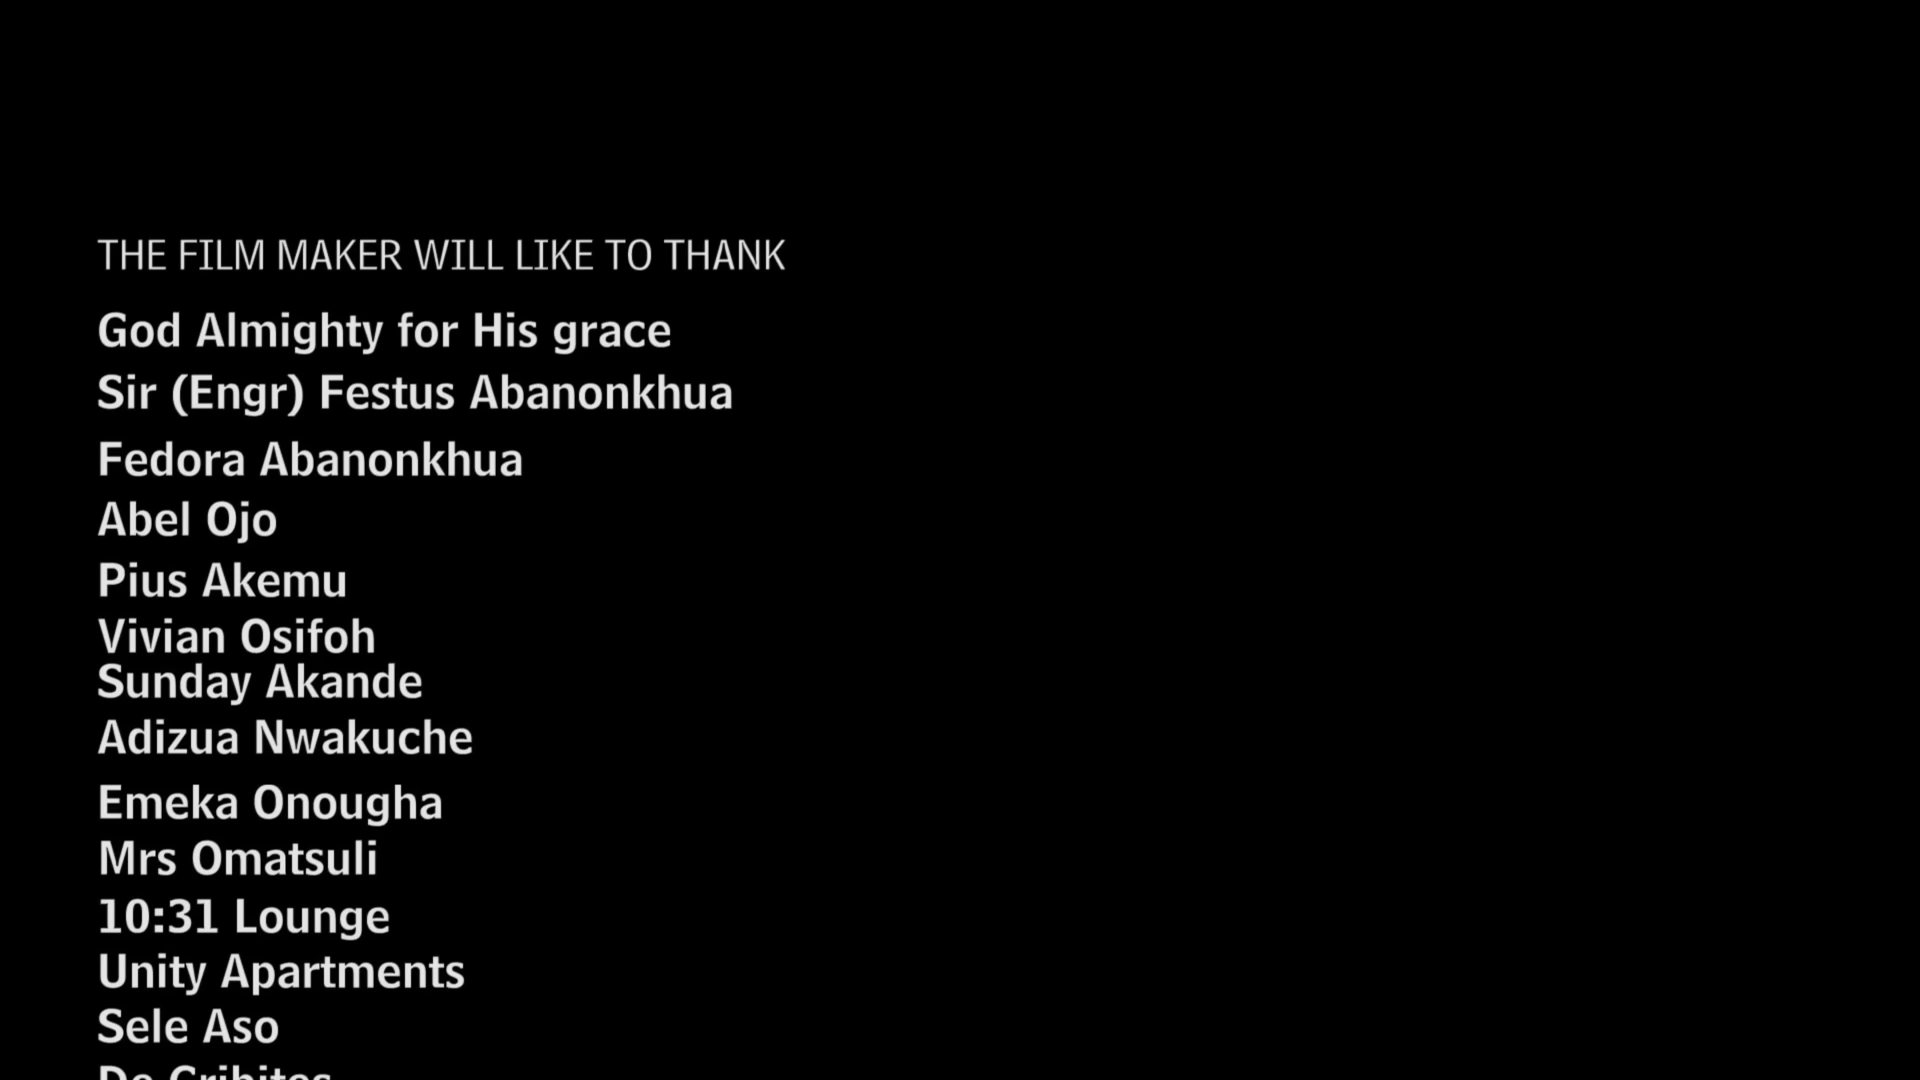 THE FILM MAKER WILL LIKE TO THANK
God Almighty for His grace
Sir (Engr) Festus Abanonkhua
Fedora Abanonkhua
Abel Ojo
Pius Akemu
Vivian Osifoh
Sunday Akande
Adizua Nwakuche
Emeka Onougha
Mrs Omatsuli
10:31 Lounge
Unity Apartments
Sele Aso